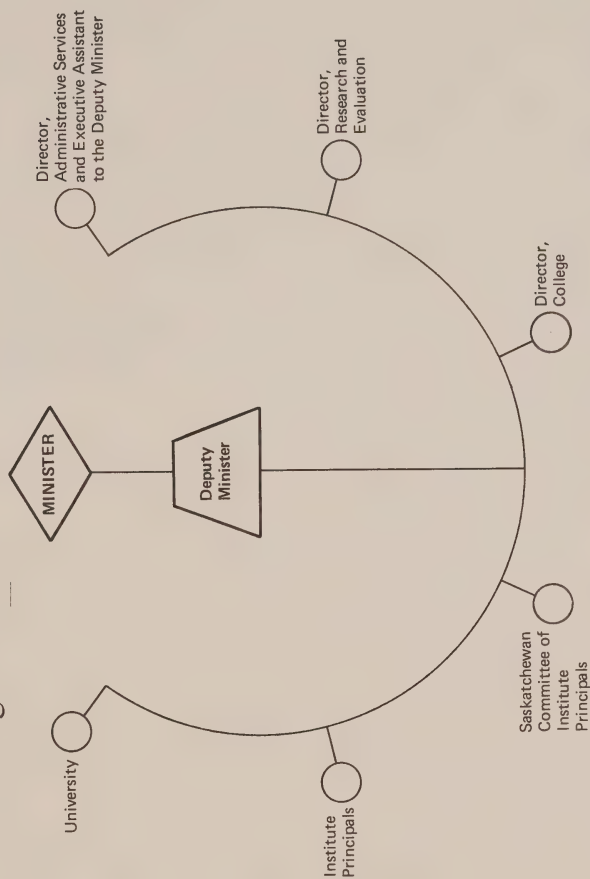 MINISTER
Deputy
Minister
University
Director,
Administrative Services
and Executive Assistant
to the Deputy Minister
Institute
Principals
Director,
Research and
Evaluation
Saskatchewan
Committee of
Institute
Principals
Director,
College